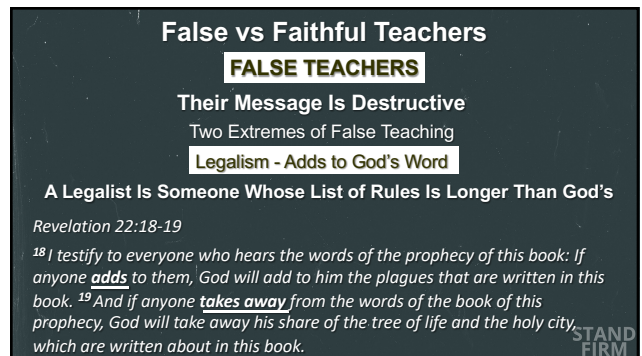 False vs Faithful Teachers
FALSE TEACHERS
Their Message Is Destructive
Two Extremes of False Teaching
Legalism - Adds to God's Word
A Legalist Is Someone Whose List of Rules Is Longer Than God's
Revelation 22:18-19
18 I testify to everyone who hears the words of the prophecy of this book: If
anyone adds to them, God will add to him the plagues that are written in this
book. 19 And if anyone takes away from the words of the book of this
prophecy, God will take away his share of the tree of life and the holy city,
which are written about in this book.
STAND
FIRM